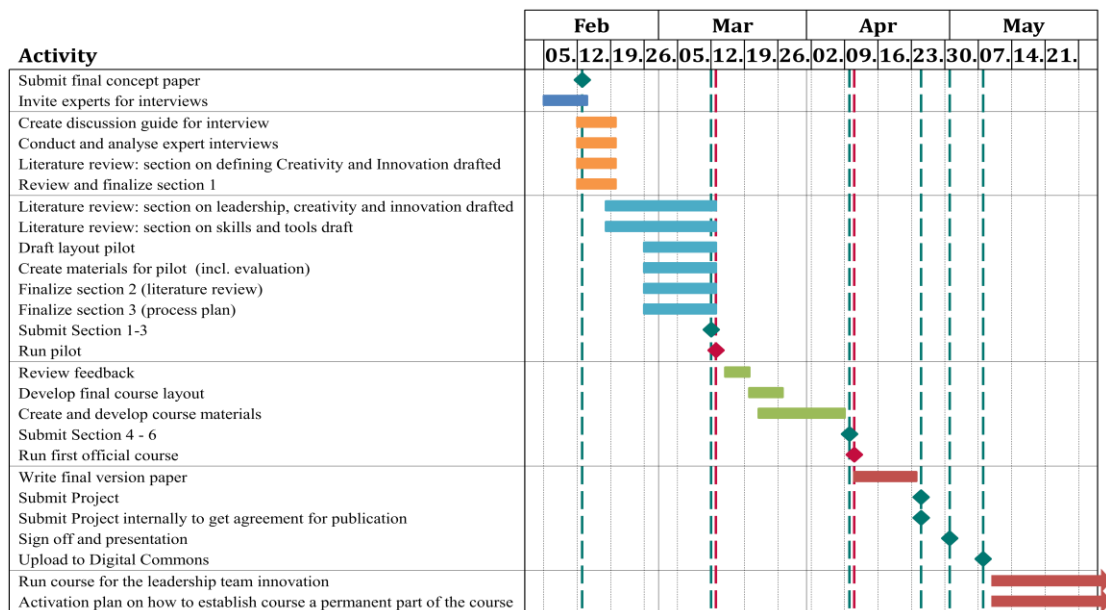 Feb Mar Apr May
Activity 05. 12. 19. 26. 05. 12. 19. 26. 02. 09. 16. 23. 30. 07. 14. 21.
Submit final concept paper
Invite experts for interviews
Create discussion guide for interview
Conduct and analyse expert interviews
Literature review: section on defining Creativity and Innovation drafted
Review and finalize section 1
Literature review: section on leadership, creativity and innovation drafted
Literature review: section on skills and tools draft
Draft layout pilot
Create materials for pilot (incl. evaluation)
Finalize section 2 (literature review)
Finalize section 3 (process plan)
Submit Section 1-3
Run pilot
Review feedback
Develop final course layout
Create and develop course materials
Submit Section 4 - 6
Run first official course
Write final version paper
Submit Project
Submit Project internally to get agreement for publication
Sign off and presentation
Upload to Digital Commons
Run course for the leadership team innovation
Activation plan on how to establish course a permanent part of the course